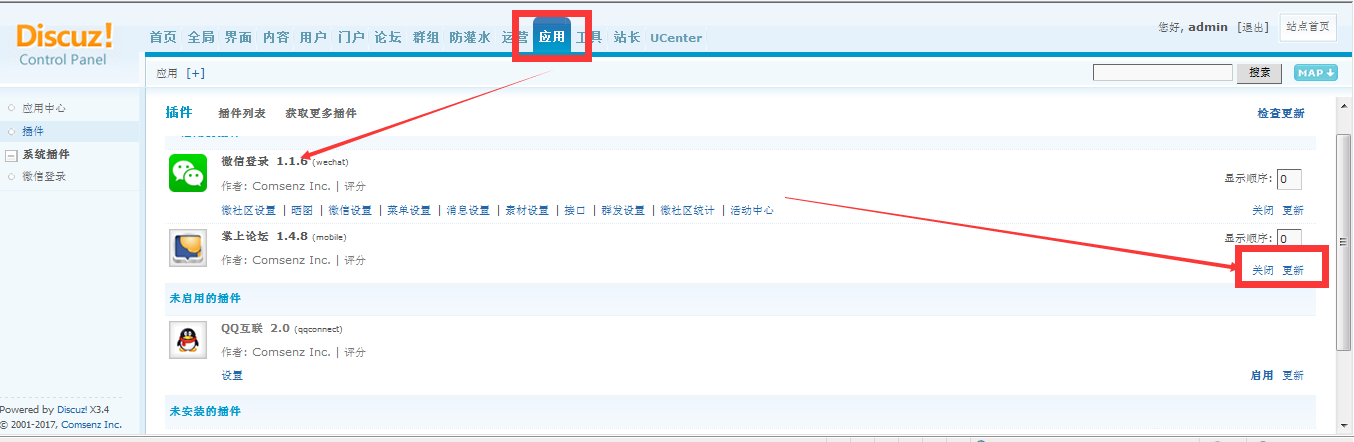 Discuz!
Control Panel
首页 全局 界面 内容 用户 门户 论坛 群组 防灌水 运营 应用 工具 站长 UCenter
您好, admin [退出] 站点首页
应用 [+] 搜索 MAP
应用中心
插件
系统插件
微信登录
插件 插件列表 获取更多插件 检查更新
微信登录 1.1.6 (wechat)
显示顺序: 0
作者: Comsenz Inc. | 评分
微社区设置 | 晒图 | 微信设置 | 菜单设置 | 消息设置 | 素材设置 | 接口 | 群发设置 | 微社区统计 | 活动中心
关闭 更新
掌上论坛 1.4.8 (mobile)
显示顺序: 0
作者: Comsenz Inc. | 评分
关闭 更新
未启用的插件
QQ互联 2.0 (qqconnect)
作者: Comsenz Inc. | 评分
设置 启用 更新
未安装的插件
Powered by Discuz! X3.4
© 2001-2017, Comsenz Inc.